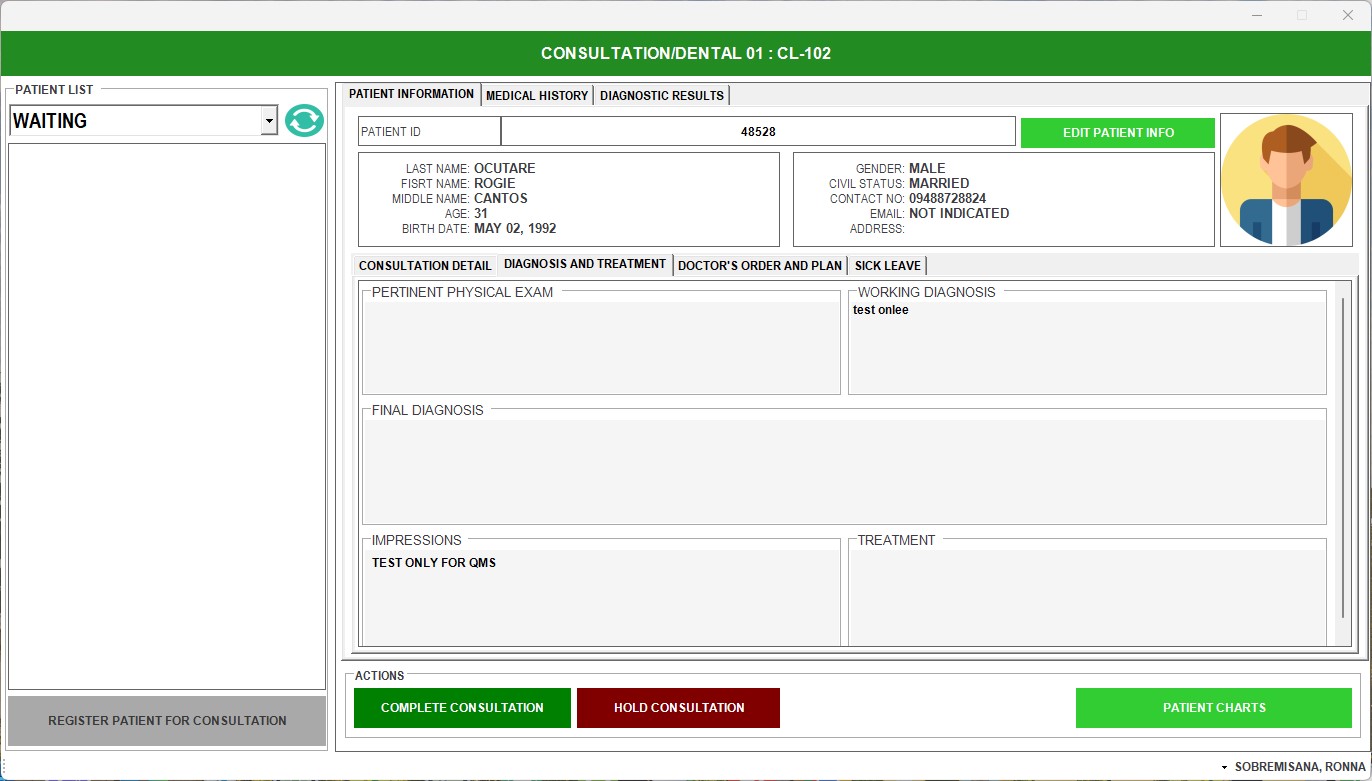 CONSULTATION/DENTAL 01 : CL-102
PATIENT LIST
WAITING
REGISTER PATIENT FOR CONSULTATION
PATIENT INFORMATION MEDICAL HISTORY DIAGNOSTIC RESULTS
PATIENT ID 48528 EDIT PATIENT INFO
LAST NAME: OCUTARE
FISRT NAME: ROGIE
MIDDLE NAME: CANTOS
AGE: 31
BIRTH DATE: MAY 02, 1992
GENDER: MALE
CIVIL STATUS: MARRIED
CONTACT NO: 09488728824
EMAIL: NOT INDICATED
ADDRESS:
CONSULTATION DETAIL DIAGNOSIS AND TREATMENT DOCTOR'S ORDER AND PLAN SICK LEAVE
PERTINENT PHYSICAL EXAM
WORKING DIAGNOSIS
test onlee
FINAL DIAGNOSIS
IMPRESSIONS
TEST ONLY FOR QMS
TREATMENT
ACTIONS
COMPLETE CONSULTATION HOLD CONSULTATION PATIENT CHARTS
SOBREMISANA, RONNA